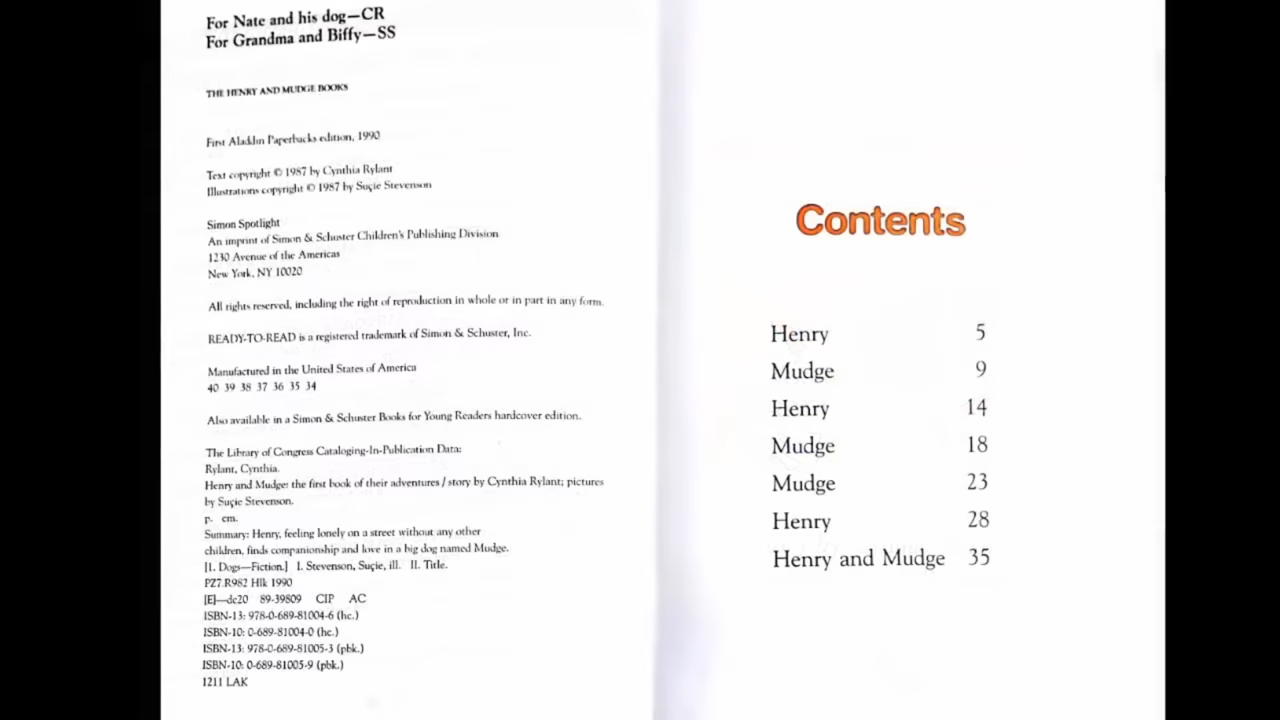 For Nate and his dog—CR
For Grandma and Biffy—SS
THE HENRY AND MUDGE BOOKS
First Aladdin Paperbacks edition, 1990
Text copyright © 1987 by Cynthia Rylant
Illustrations copyright © 1987 by Suçie Stevenson
Simon Spotlight
An imprint of Simon & Schuster Children's Publishing Division
1230 Avenue of the Americas
New York, NY 10020
All rights reserved, including the right of reproduction in whole or in part in any form.
READY-TO-READ is a registered trademark of Simon & Schuster, Inc.
Manufactured in the United States of America
40 39 38 37 36 35 34
Also available in a Simon & Schuster Books for Young Readers hardcover edition.
The Library of Congress Cataloging-In-Publication Data:
Rylant, Cynthia.
Henry and Mudge: the first book of their adventures / story by Cynthia Rylant; pictures
by Suçie Stevenson.
p. cm.
Summary: Henry, feeling lonely on a street without any other
children, finds companionship and love in a big dog named Mudge.
[1. Dogs—Fiction.] I. Stevenson, Suçie, ill. II. Title.
PZ7.R982 Hlk 1990
[E]—dc20 89-39809 CIP AC
ISBN-13: 978-0-689-81004-6 (hc.)
ISBN-10: 0-689-81004-0 (hc.)
ISBN-13: 978-0-689-81005-3 (pbk.)
ISBN-10: 0-689-81005-9 (pbk.)
1211 LAK
Contents
Henry 5
Mudge 9
Henry 14
Mudge 18
Mudge 23
Henry 28
Henry and Mudge 35